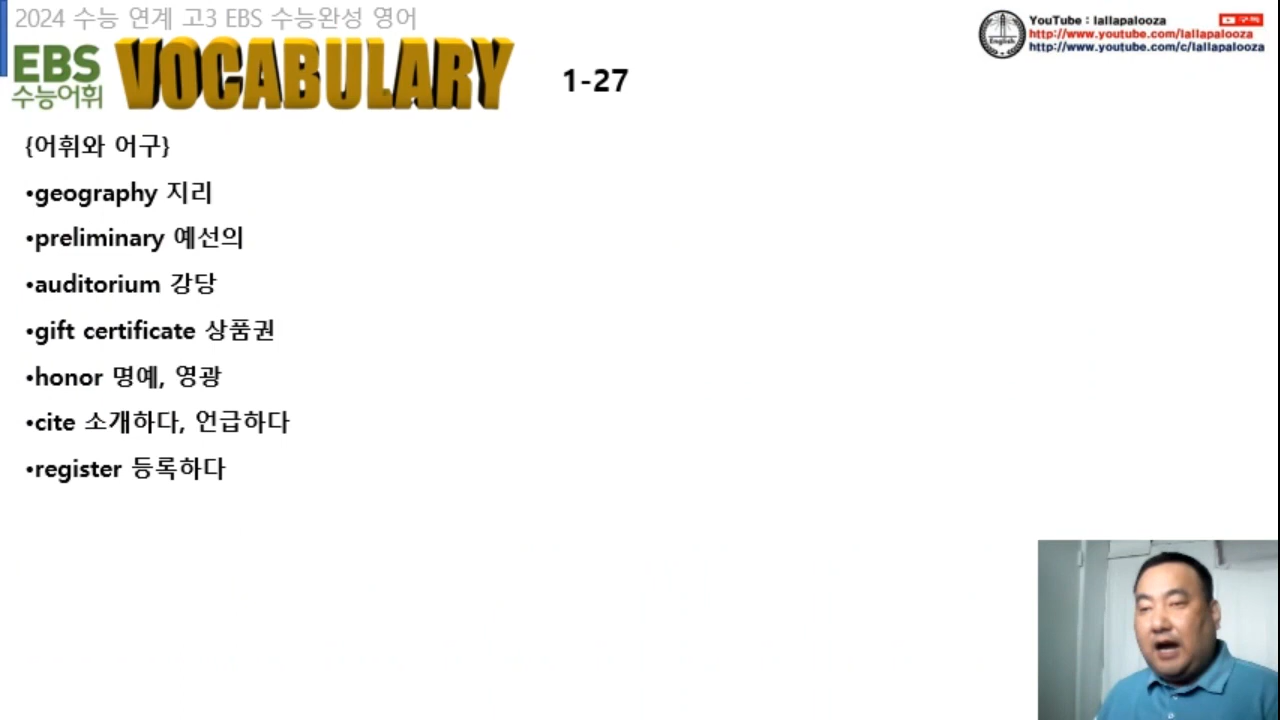 2024 수능 연계 고3 EBS 수능완성 영어
EBS
수능어휘
VOCABULARY
1-27
YouTube : lallapalooza
구독
http://www.youtube.com/lallapalooza
http://www.youtube.com/c/lallapalooza
English
{어휘와 어구}
•geography 지리
•preliminary 예선의
•auditorium 강당
•gift certificate 상품권
•honor 명예, 영광
•cite 소개하다, 언급하다
•register 등록하다